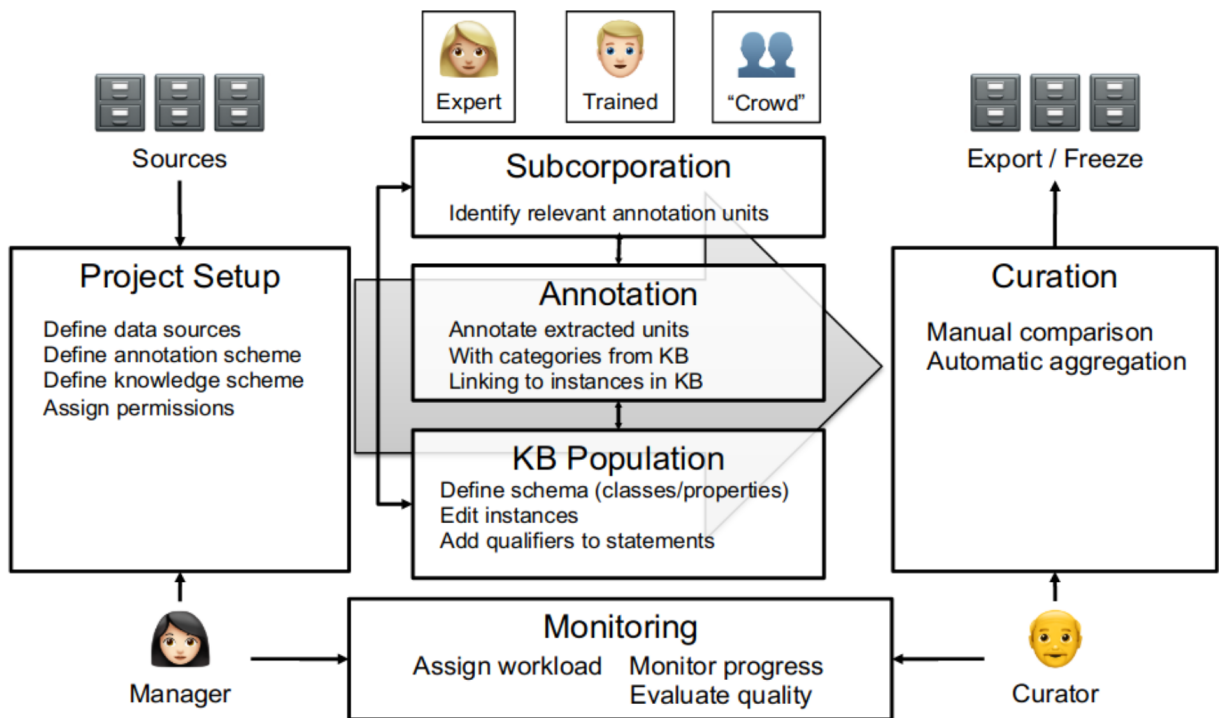 Expert
Trained
“Crowd”
Sources
Export / Freeze
Subcorporation
Identify relevant annotation units
Project Setup
Define data sources
Define annotation scheme
Define knowledge scheme
Assign permissions
Annotation
Annotate extracted units
With categories from KB
Linking to instances in KB
KB Population
Define schema (classes/properties)
Edit instances
Add qualifiers to statements
Curation
Manual comparison
Automatic aggregation
Manager
Monitoring
Assign workload
Monitor progress
Evaluate quality
Curator